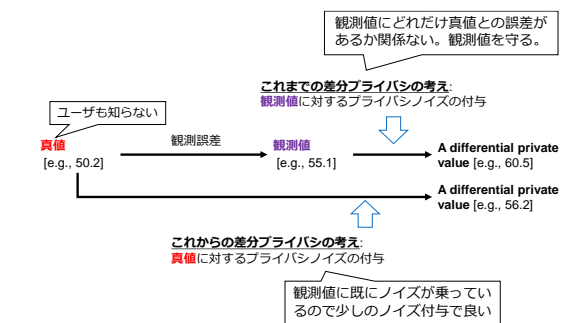 観測値にどれだけ真値との誤差が
あるか関係ない。観測値を守る。
これまでの差分プライバシの考え:
観測値に対するプライバシノイズの付与
ユーザも知らない
真値
[e.g., 50.2]
観測誤差
観測値
[e.g., 55.1]
A differential private
value [e.g., 60.5]
A differential private
value [e.g., 56.2]
これからの差分プライバシの考え:
真値に対するプライバシノイズの付与
観測値に既にノイズが乗ってい
るので少しのノイズ付与で良い